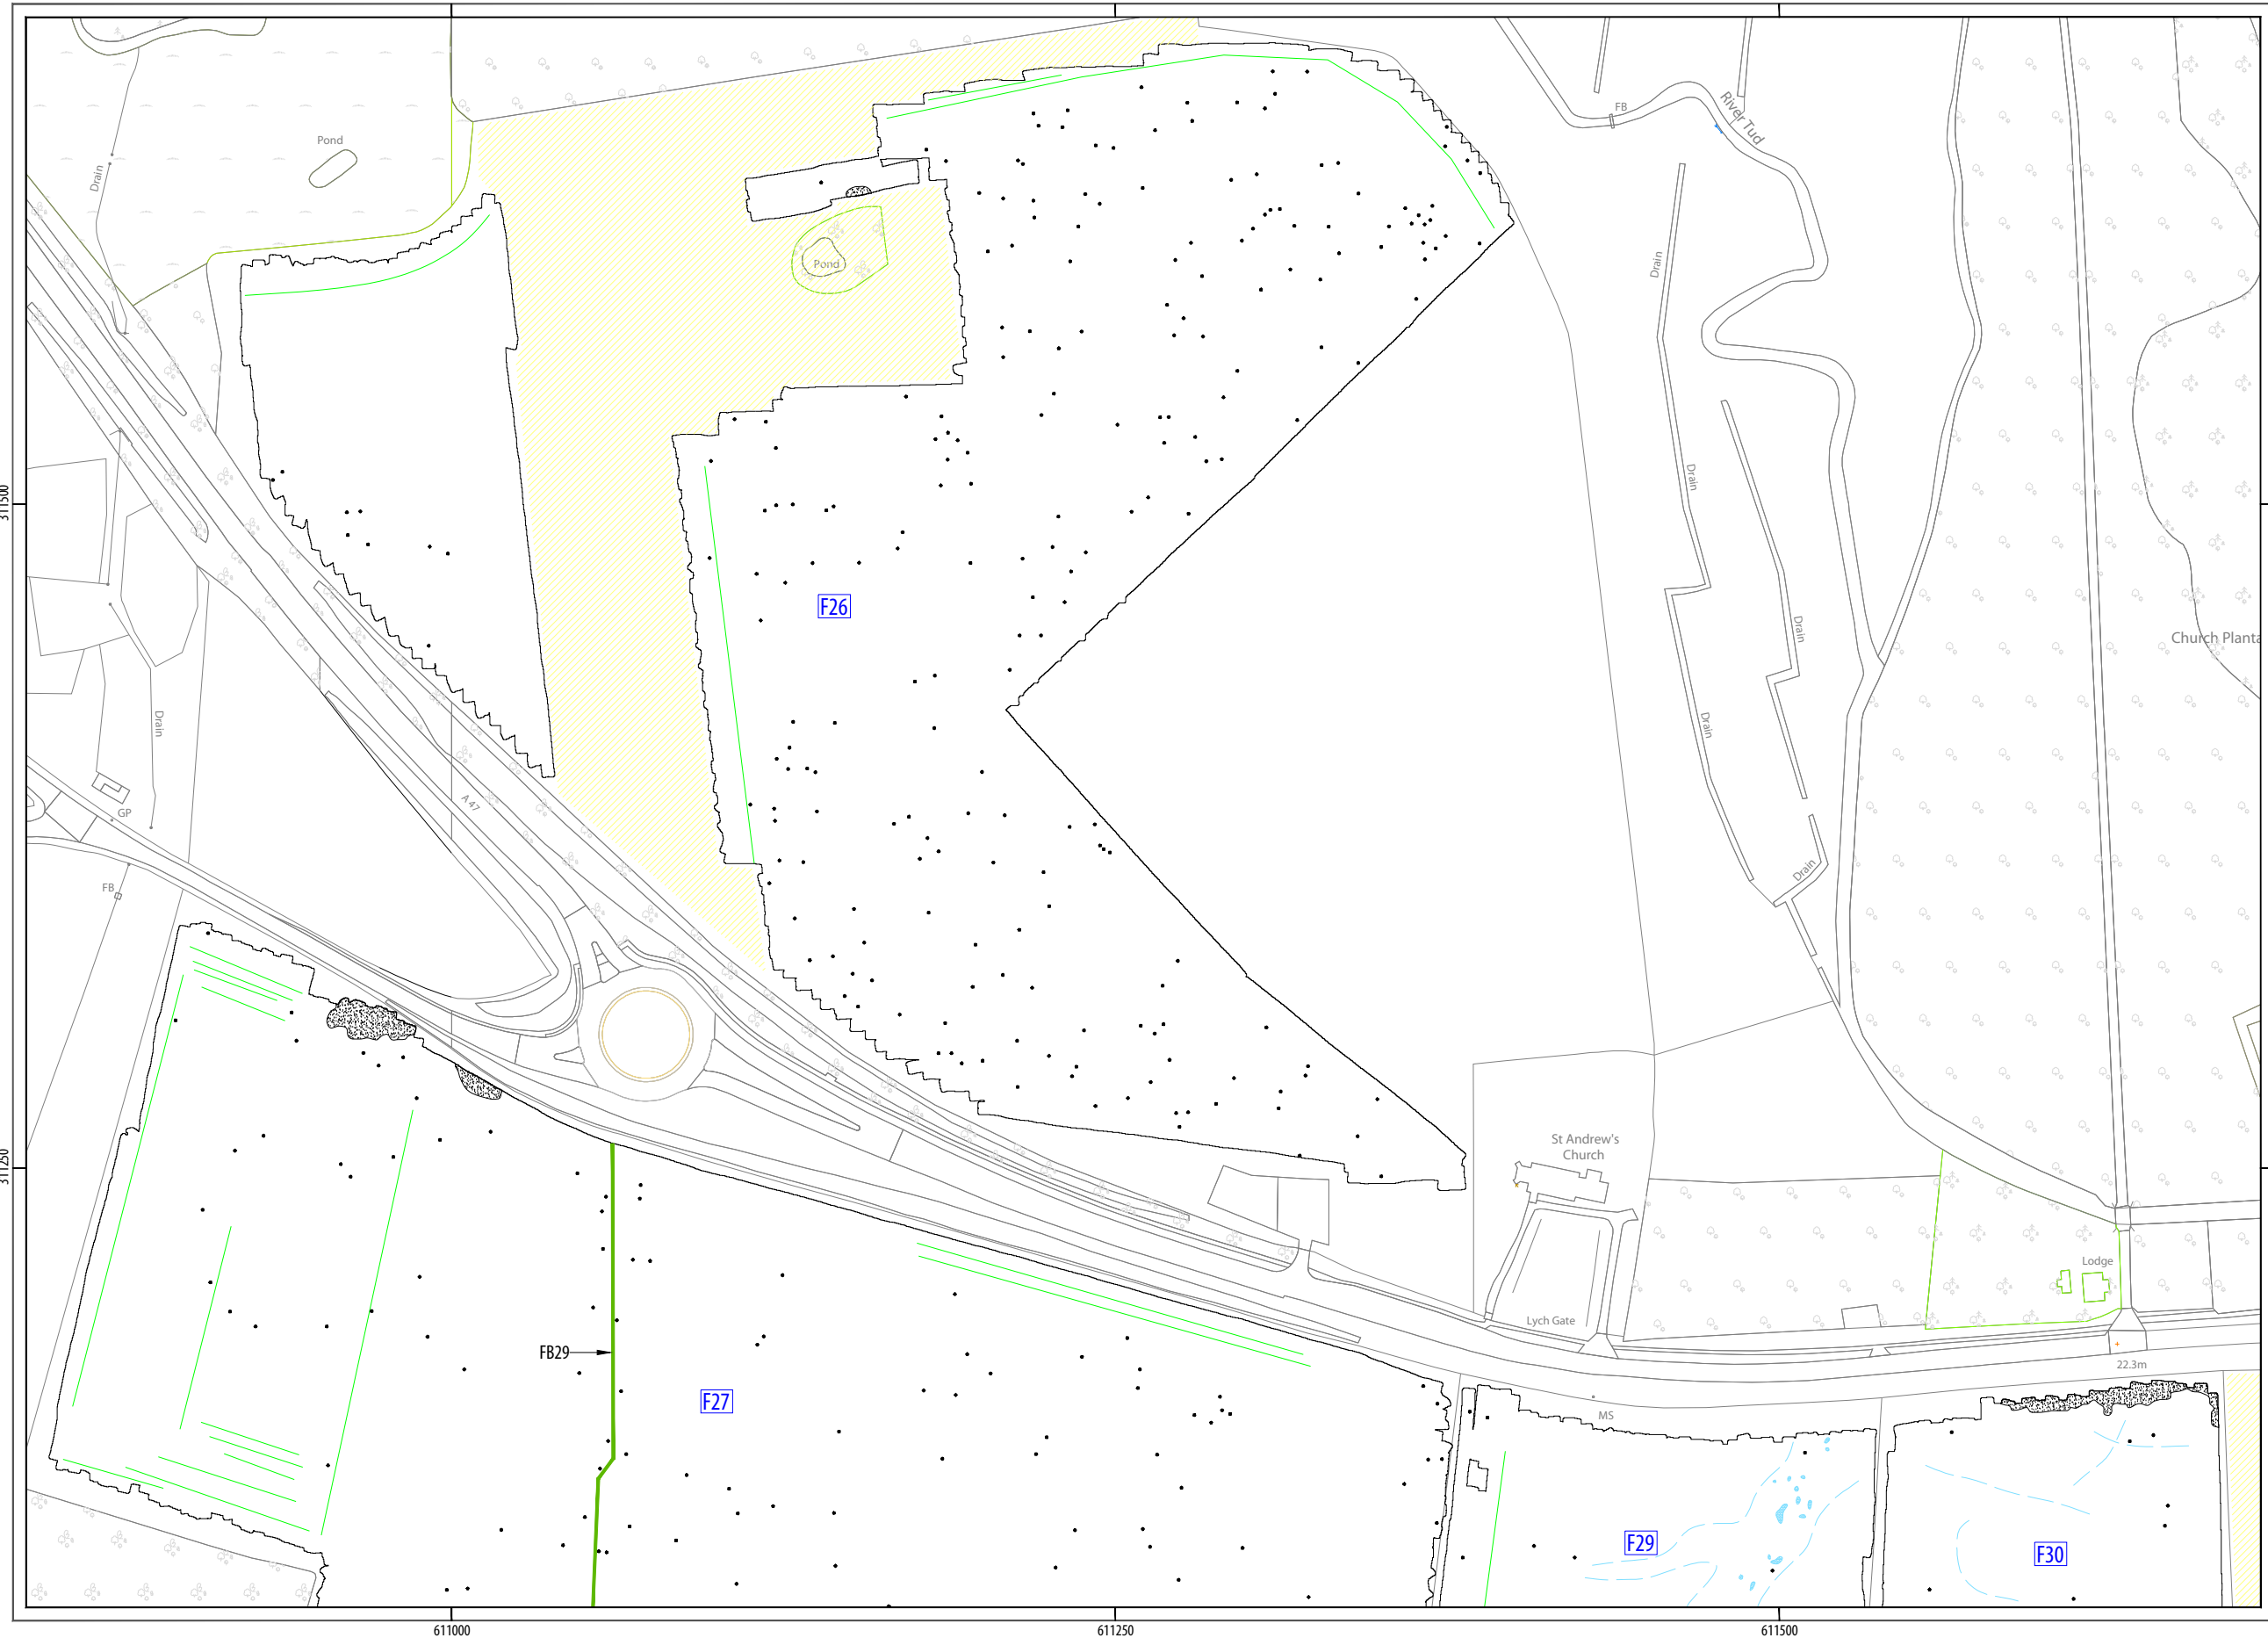 FB
River Tud
Pond
Drain
Pond
Drain
Drain
311500
F26
Drain
Church Planta
Drain
Drain
A 47
GP
Drain
FB
St Andrew's
Church
311250
Lodge
Lych Gate
FB29
22.3m
F27
MS
F29
F30
611000
611250
611500